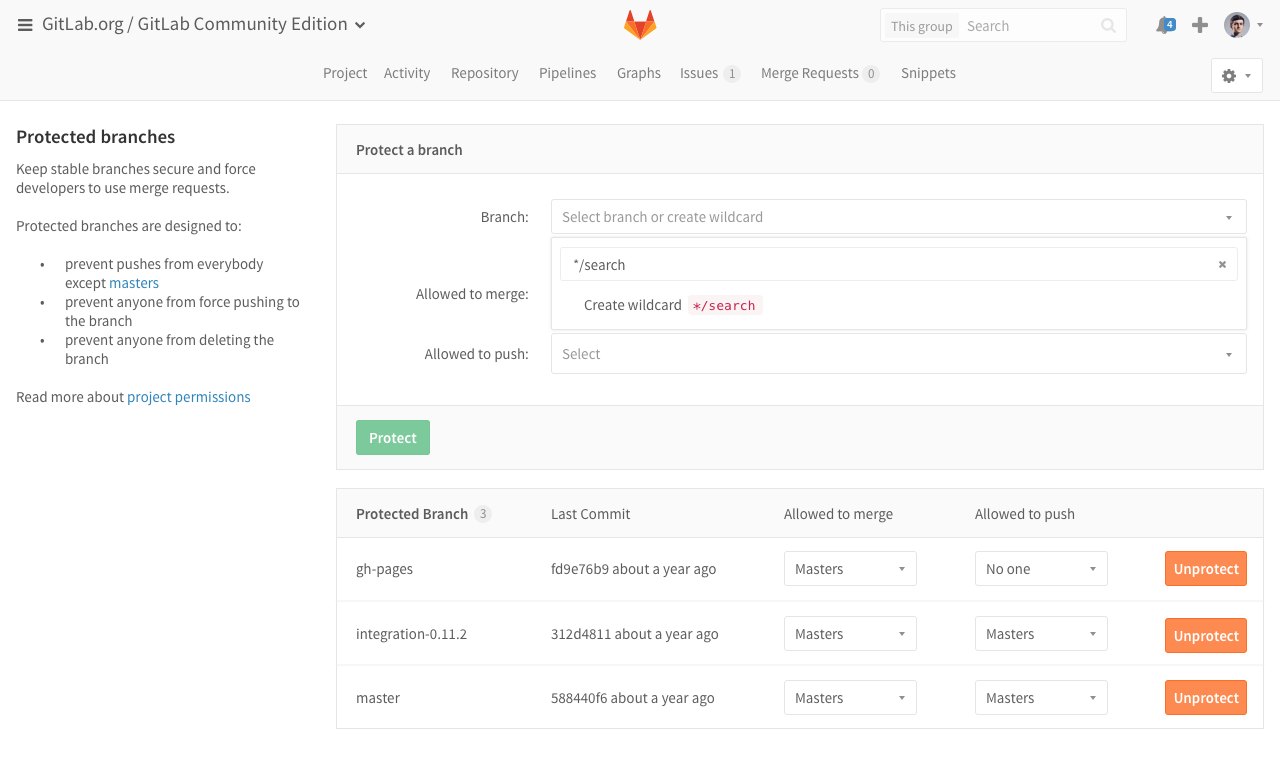 GitLab.org / GitLab Community Edition
This group Search
4
Project Activity Repository Pipelines Graphs Issues 1 Merge Requests 0 Snippets
Protected branches
Keep stable branches secure and force
developers to use merge requests.
Protected branches are designed to:
• prevent pushes from everybody
except masters
• prevent anyone from force pushing to
the branch
• prevent anyone from deleting the
branch
Read more about project permissions
Protect a branch
Branch: Select branch or create wildcard
*/search
Allowed to merge:
Create wildcard */search
Allowed to push: Select
Protect
Protected Branch 3 Last Commit Allowed to merge Allowed to push
gh-pages fd9e76b9 about a year ago Masters No one Unprotect
integration-0.11.2 312d4811 about a year ago Masters Masters Unprotect
master 588440f6 about a year ago Masters Masters Unprotect